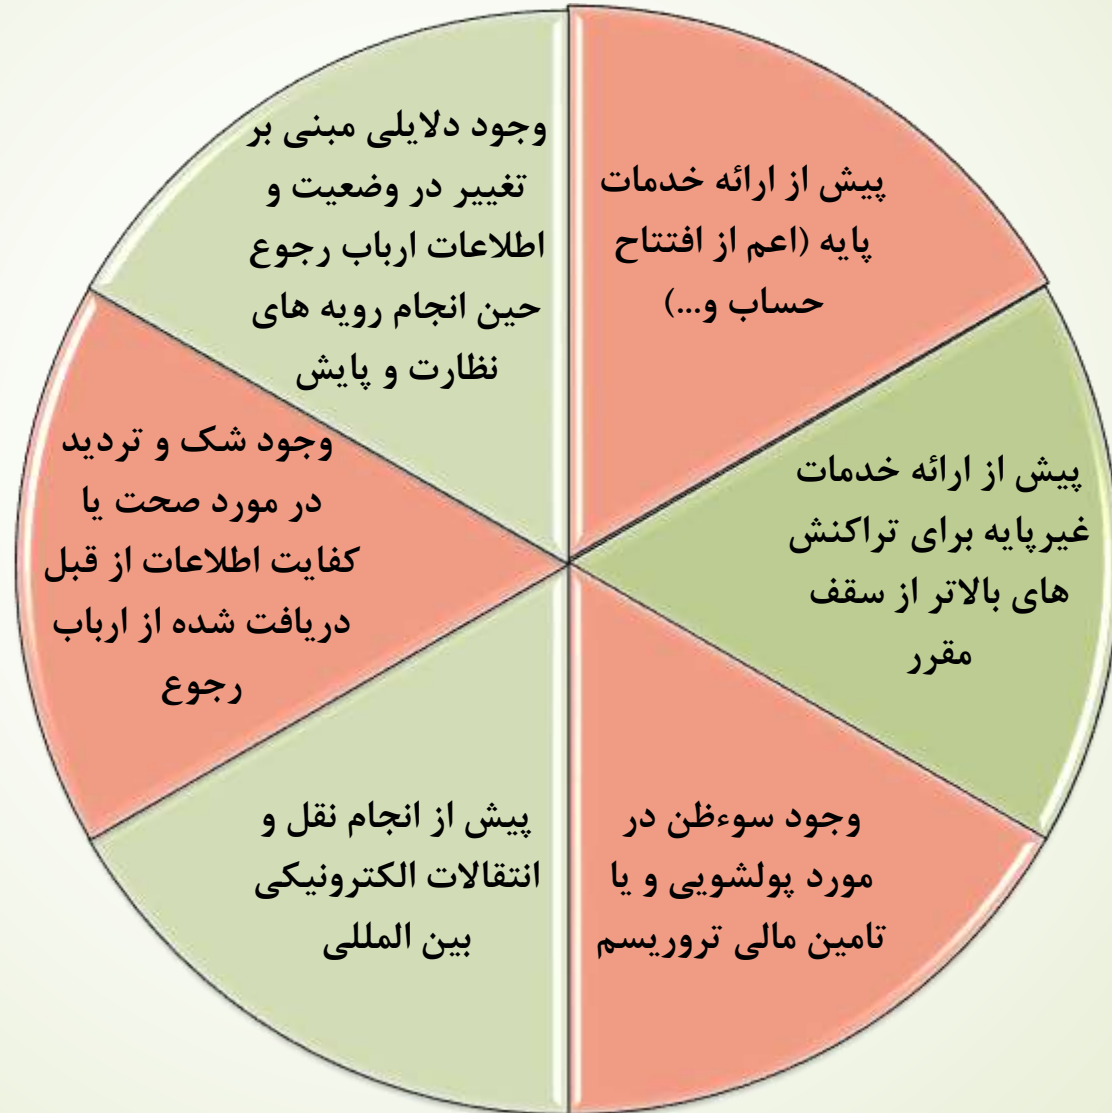 پیش از ارائه خدمات
پایه (اعم از افتتاح
حساب و...)
پیش از ارائه خدمات
غیرپایه برای تراکنش
های بالاتر از سقف
مقرر
وجود سوءظن در
مورد پولشویی و یا
تامین مالی تروریسم
پیش از انجام نقل و
انتقالات الکترونیکی
بین المللی
وجود شک و تردید
در مورد صحت یا
کفایت اطلاعات از قبل
دریافت شده از ارباب
رجوع
وجود دلایلی مبنی بر
تغییر در وضعیت و
اطلاعات ارباب رجوع
حین انجام رویه های
نظارت و پایش